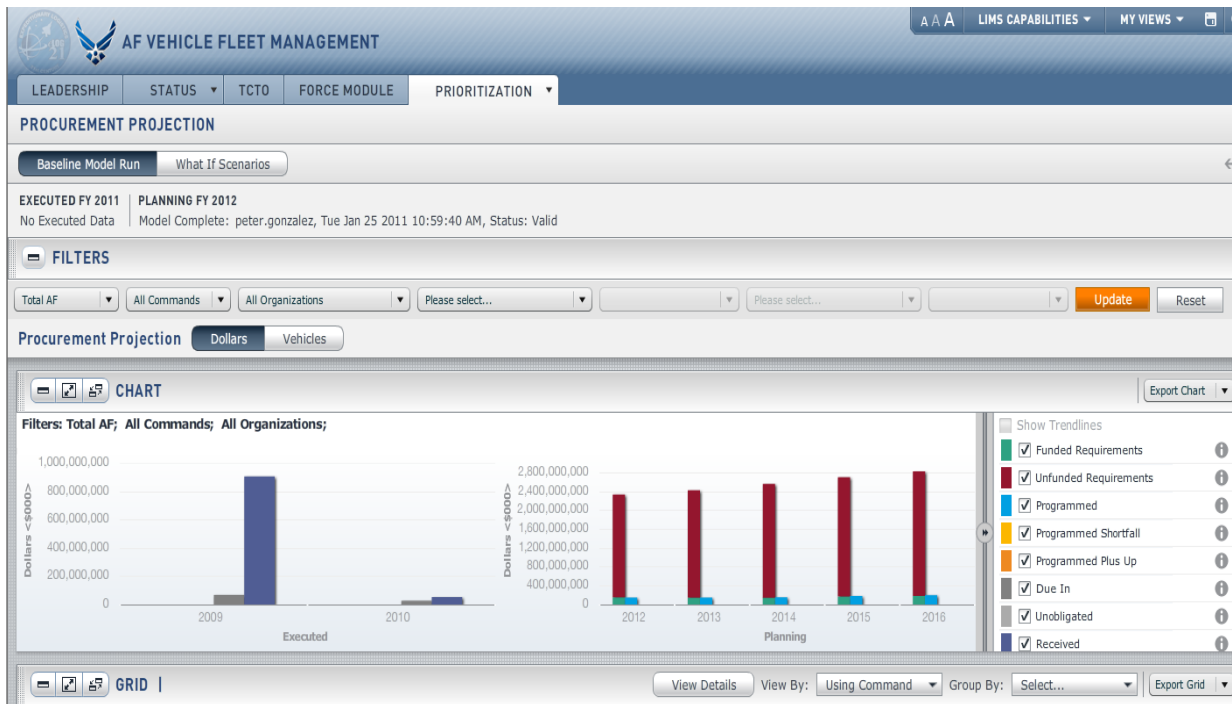 A A A LIMS CAPABILITIES MY VIEWS
AF VEHICLE FLEET MANAGEMENT
LEADERSHIP STATUS TCTO FORCE MODULE PRIORITIZATION
PROCUREMENT PROJECTION
Baseline Model Run What If Scenarios
EXECUTED FY 2011 PLANNING FY 2012
No Executed Data Model Complete: peter.gonzalez, Tue Jan 25 2011 10:59:40 AM, Status: Valid
FILTERS
Total AF All Commands All Organizations Please select... Please select... Update Reset
Procurement Projection Dollars Vehicles
CHART Export Chart
Filters: Total AF; All Commands; All Organizations;
Dollars <$000>
1,000,000,000
800,000,000
600,000,000
400,000,000
200,000,000
0
2009 2010
Executed
Dollars <$000>
2,800,000,000
2,400,000,000
2,000,000,000
1,600,000,000
1,200,000,000
800,000,000
400,000,000
0
2012 2013 2014 2015 2016
Planning
Show Trendlines
Funded Requirements
Unfunded Requirements
Programmed
Programmed Shortfall
Programmed Plus Up
Due In
Unobligated
Received
GRID | View Details View By: Using Command Group By: Select... Export Grid